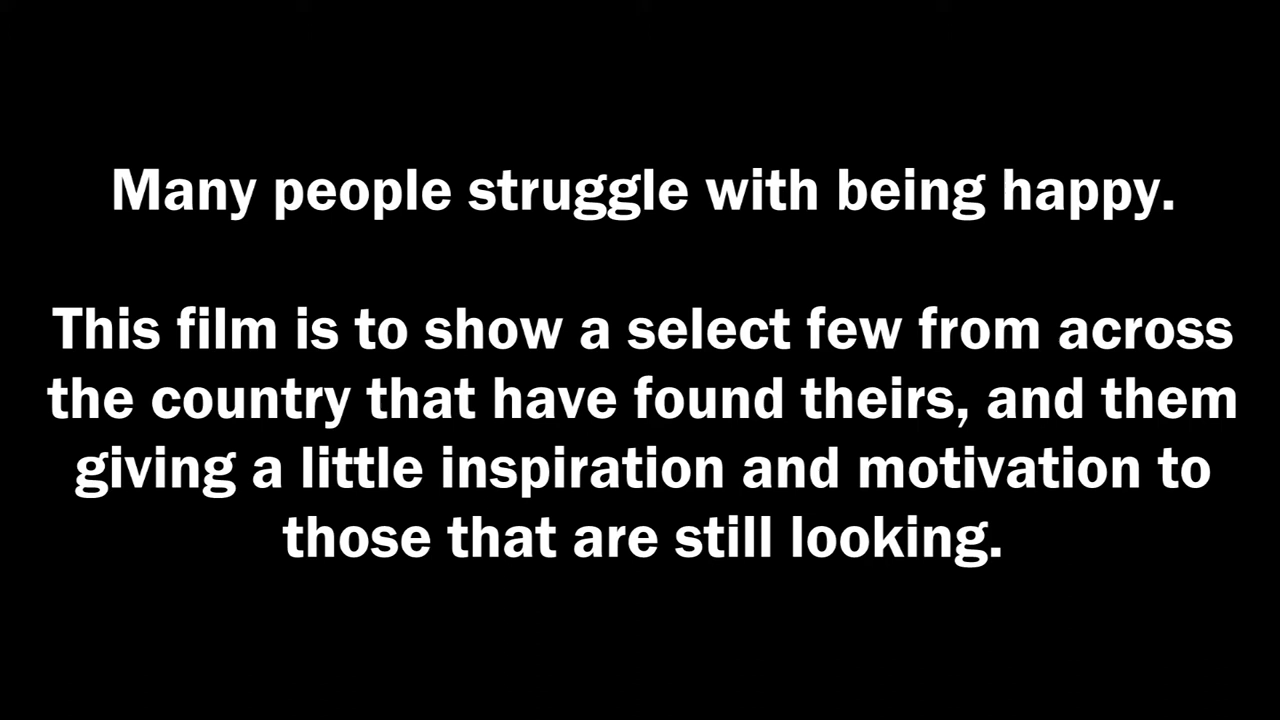 Many people struggle with being happy.
This film is to show a select few from across
the country that have found theirs, and them
giving a little inspiration and motivation to
those that are still looking.